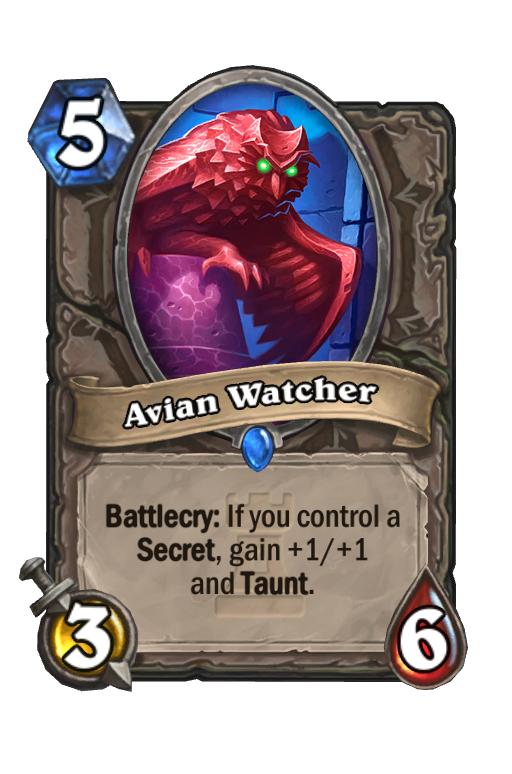 5
Avian Watcher
Battlecry: If you control a
Secret, gain +1/+1
and Taunt.
3
6